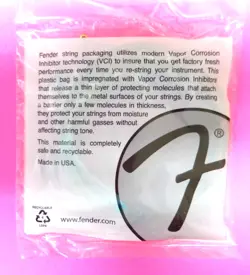 Fender string packaging utilizes modern Vapor Corrosion
Inhibitor technology (VCI) to insure that you get factory fresh
performance every time you re-string your instrument. This
plastic bag is impregnated with Vapor Corrosion Inhibitors
that release a thin layer of protecting molecules that attach
themselves to the metal surfaces of your strings. By creating
a barrier only a few molecules in thickness,
they protect your strings from moisture
and other harmful gasses without
affecting string tone.
This material is completely
safe and recyclable.
Made in USA.
F®
RECYCLABLE
LDPE
www.fender.com